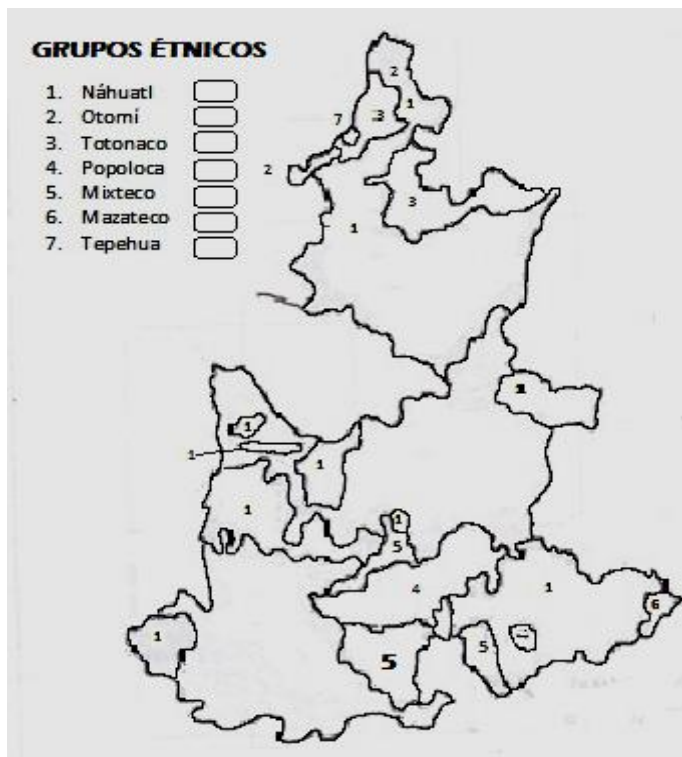 GRUPOS ÉTNICOS
1. Náhuatl
2. Otomí
3. Totonaco
4. Popoloca
5. Mixteco
6. Mazateco
7. Tepehua
2
1
3
7
2
3
1
1
1
1
1
1
1
5
4
1
6
1
5
5